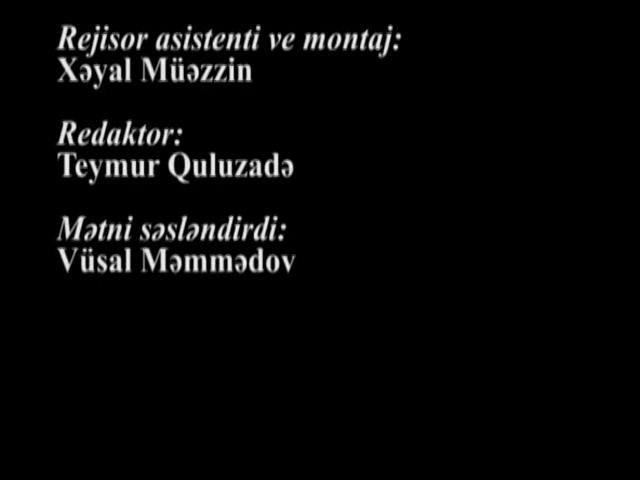 Rejisor asistenti ve montaj:
Xəyal Müəzzin
Redaktor:
Teymur Quluzadə
Mətni səsləndirdi:
Vüsal Məmmədov